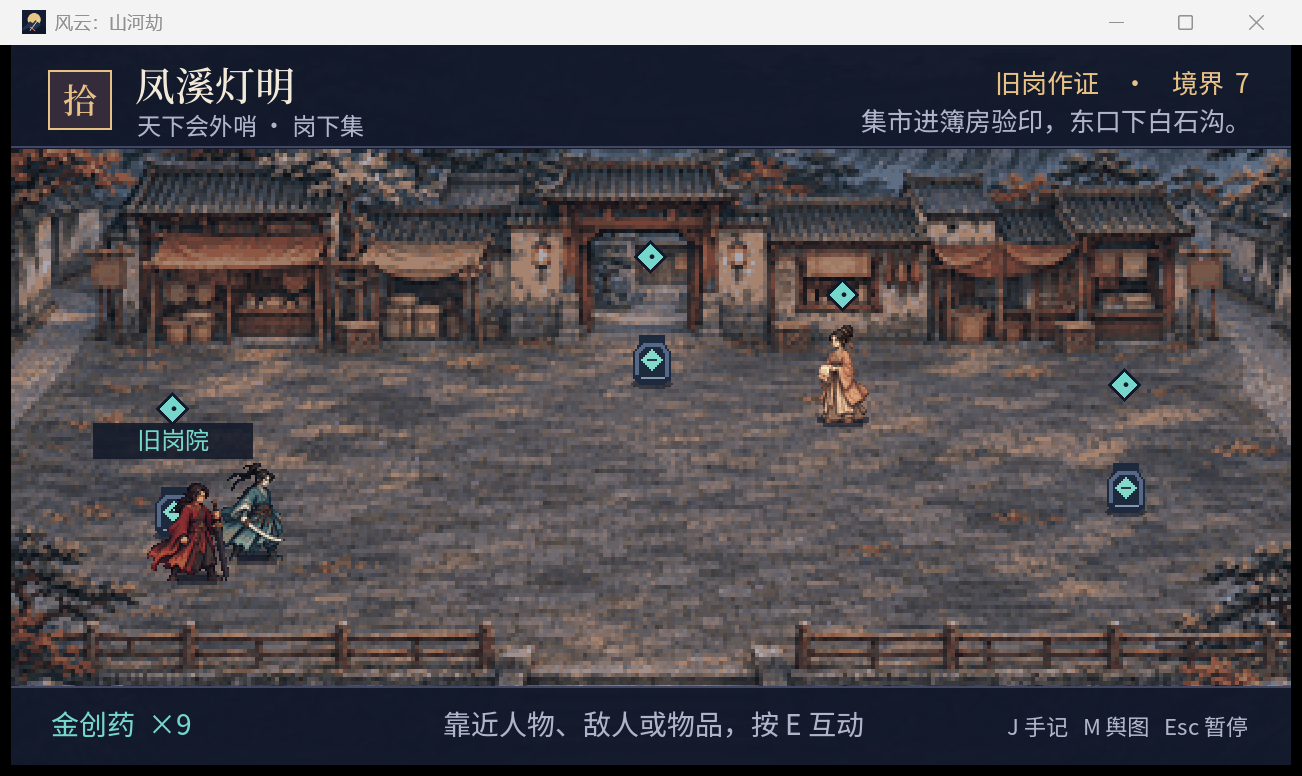 风云：山河劫
拾
凤溪灯明
天下会外哨 · 岗下集
旧岗作证 · 境界 7
集市进簿房验印，东口下白石沟。
旧岗院
金创药 ×9
靠近人物、敌人或物品，按 E 互动
J 手记 M 舆图 Esc 暂停